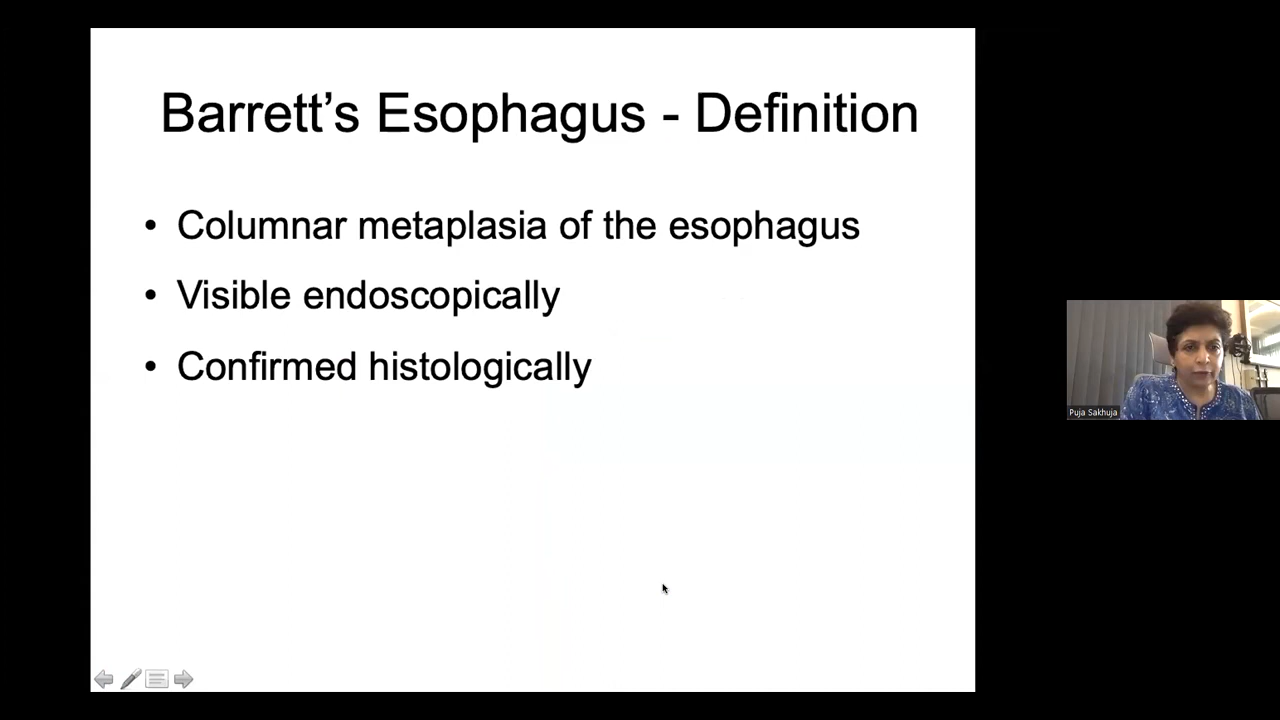 Barrett’s Esophagus - Definition
• Columnar metaplasia of the esophagus
• Visible endoscopically
• Confirmed histologically
Puja Sakhuja